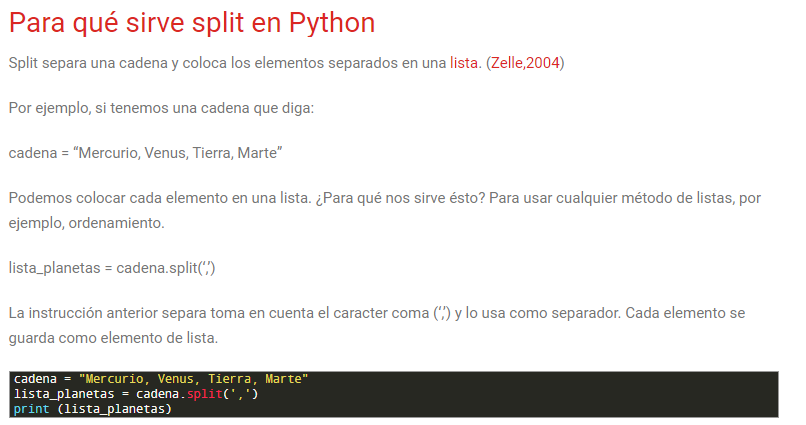 Para qué sirve split en Python
Split separa una cadena y coloca los elementos separados en una lista. (Zelle,2004)
Por ejemplo, si tenemos una cadena que diga:
cadena = “Mercurio, Venus, Tierra, Marte”
Podemos colocar cada elemento en una lista. ¿Para qué nos sirve ésto? Para usar cualquier método de listas, por
ejemplo, ordenamiento.
lista_planetas = cadena.split(‘,’)
La instrucción anterior separa toma en cuenta el caracter coma (‘,’) y lo usa como separador. Cada elemento se
guarda como elemento de lista.
cadena = "Mercurio, Venus, Tierra, Marte"
lista_planetas = cadena.split(',')
print (lista_planetas)